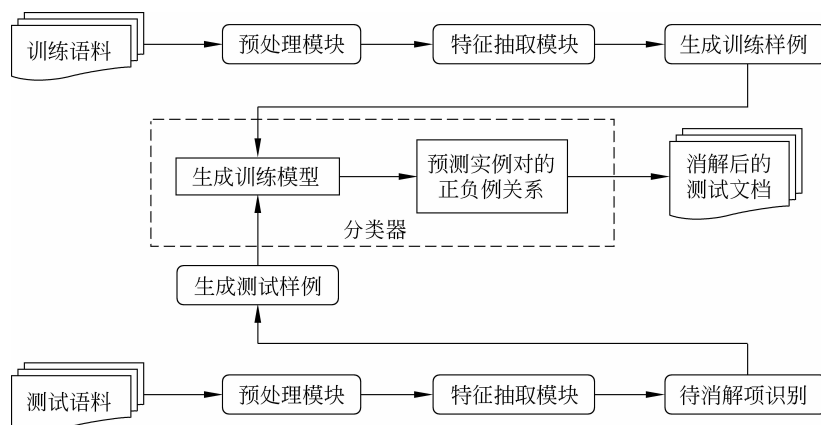 训练语料
预处理模块
特征抽取模块
生成训练样例
生成训练模型
预测实例对的
正负例关系
消解后的
测试文档
分类器
生成测试样例
测试语料
预处理模块
特征抽取模块
待消解项识别